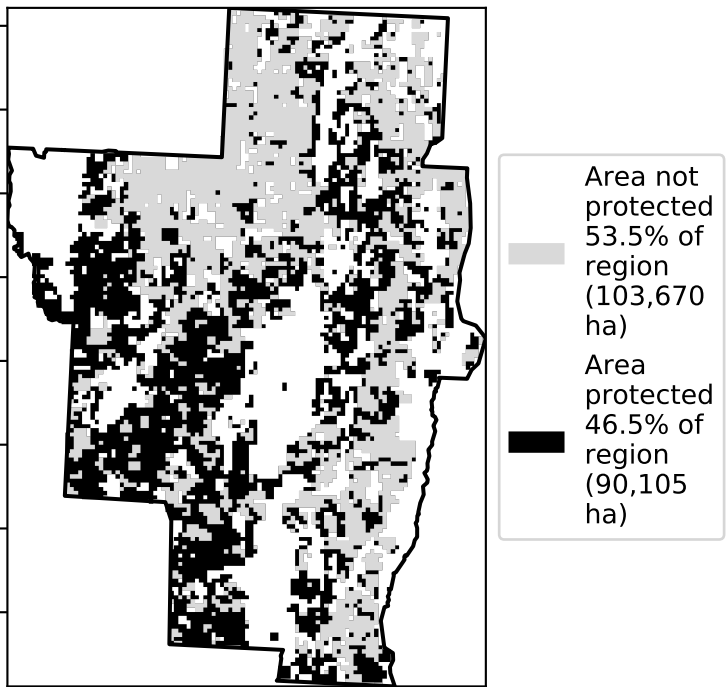 Area not
protected
53.5% of
region
(103,670
ha)
Area
protected
46.5% of
region
(90,105
ha)